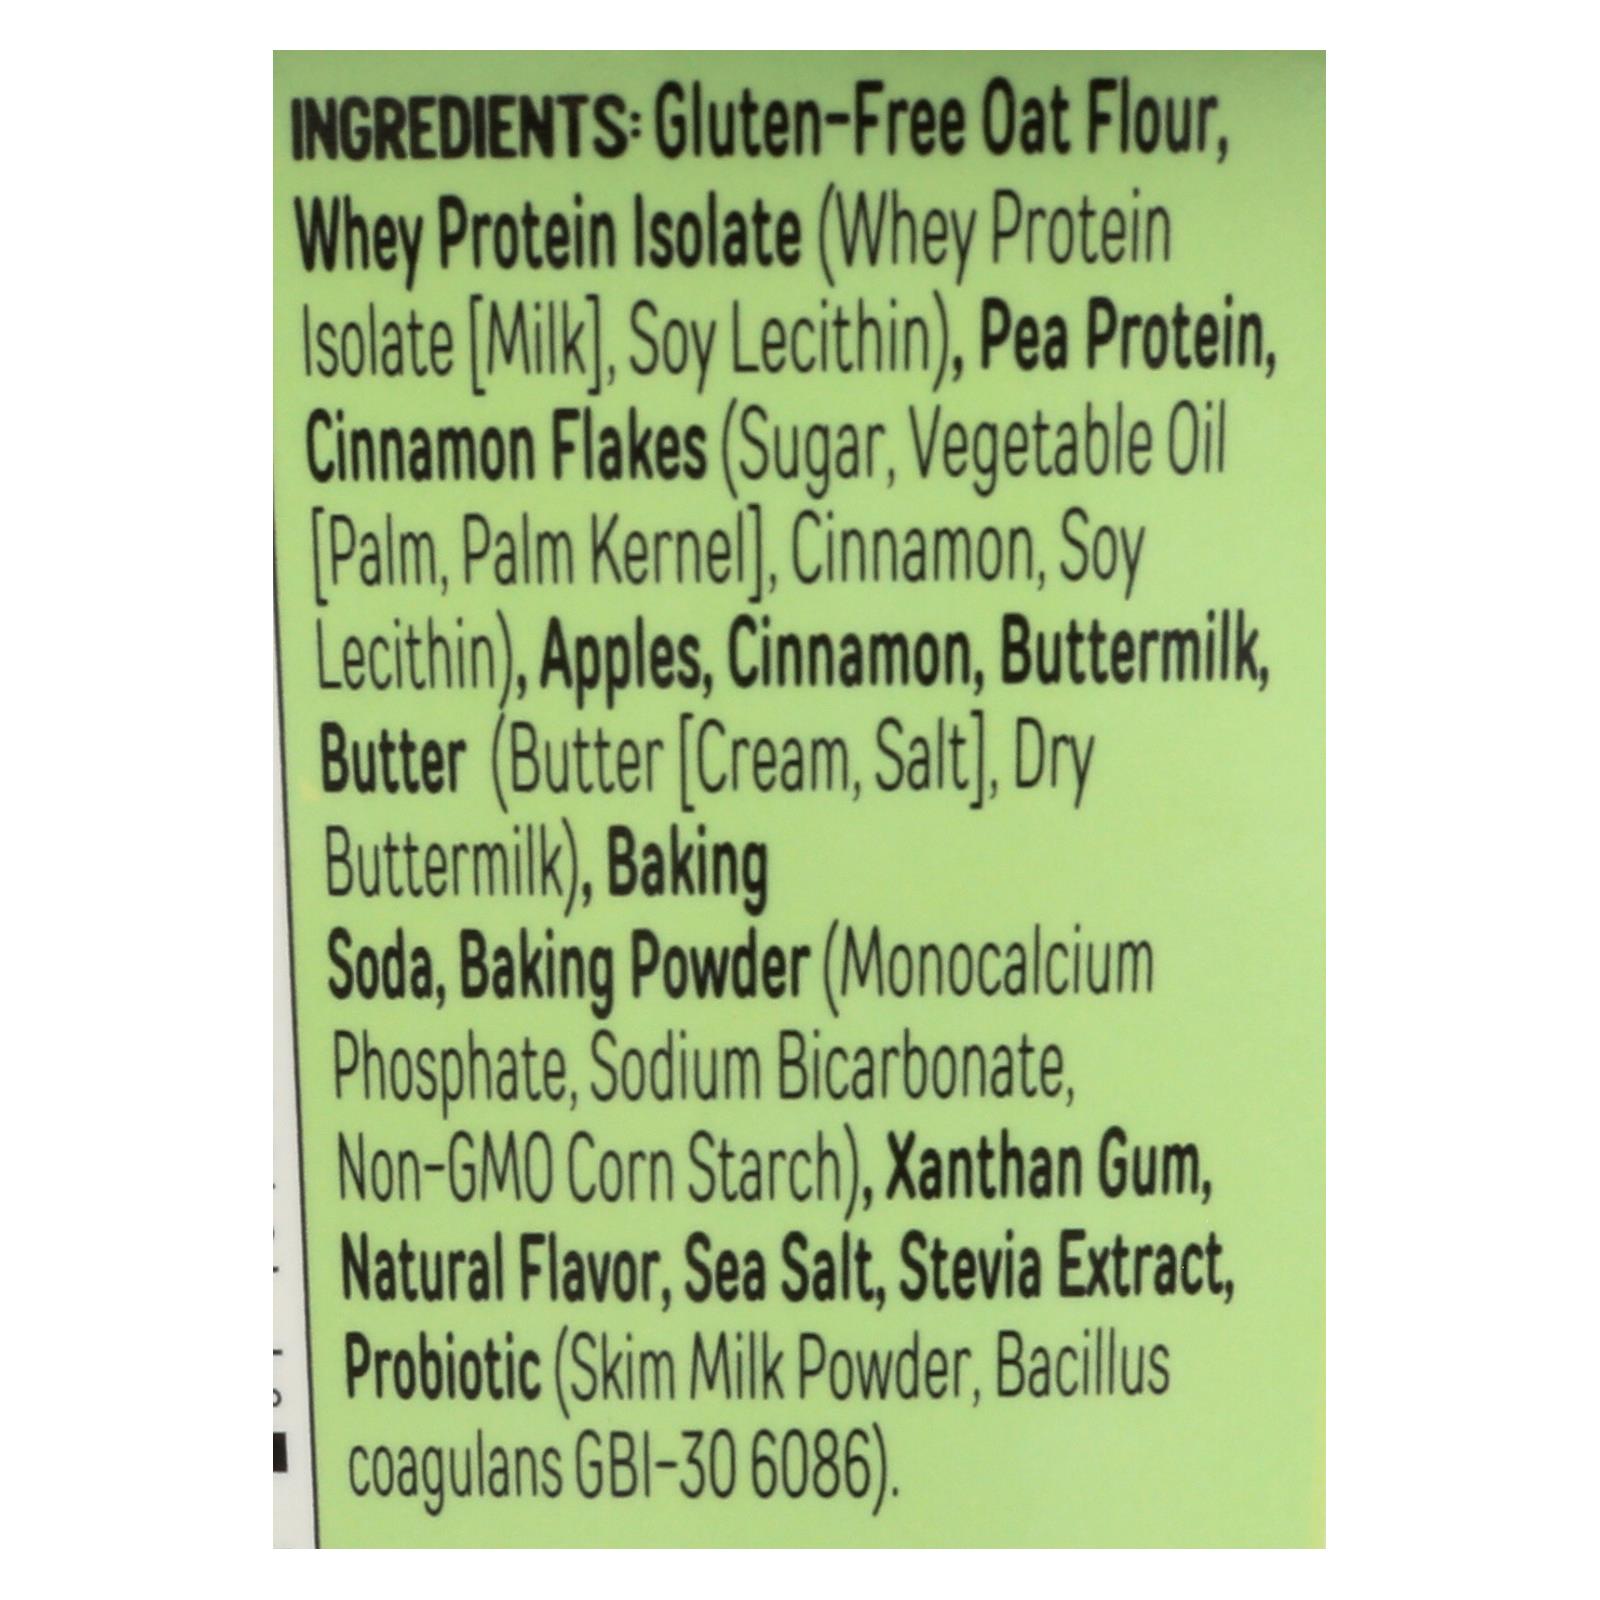 INGREDIENTS: Gluten-Free Oat Flour,
Whey Protein Isolate (Whey Protein
Isolate [Milk], Soy Lecithin), Pea Protein,
Cinnamon Flakes (Sugar, Vegetable Oil
[Palm, Palm Kernel], Cinnamon, Soy
Lecithin), Apples, Cinnamon, Buttermilk,
Butter (Butter [Cream, Salt], Dry
Buttermilk), Baking
Soda, Baking Powder (Monocalcium
Phosphate, Sodium Bicarbonate,
Non-GMO Corn Starch), Xanthan Gum,
Natural Flavor, Sea Salt, Stevia Extract,
Probiotic (Skim Milk Powder, Bacillus
coagulans GBI-30 6086).